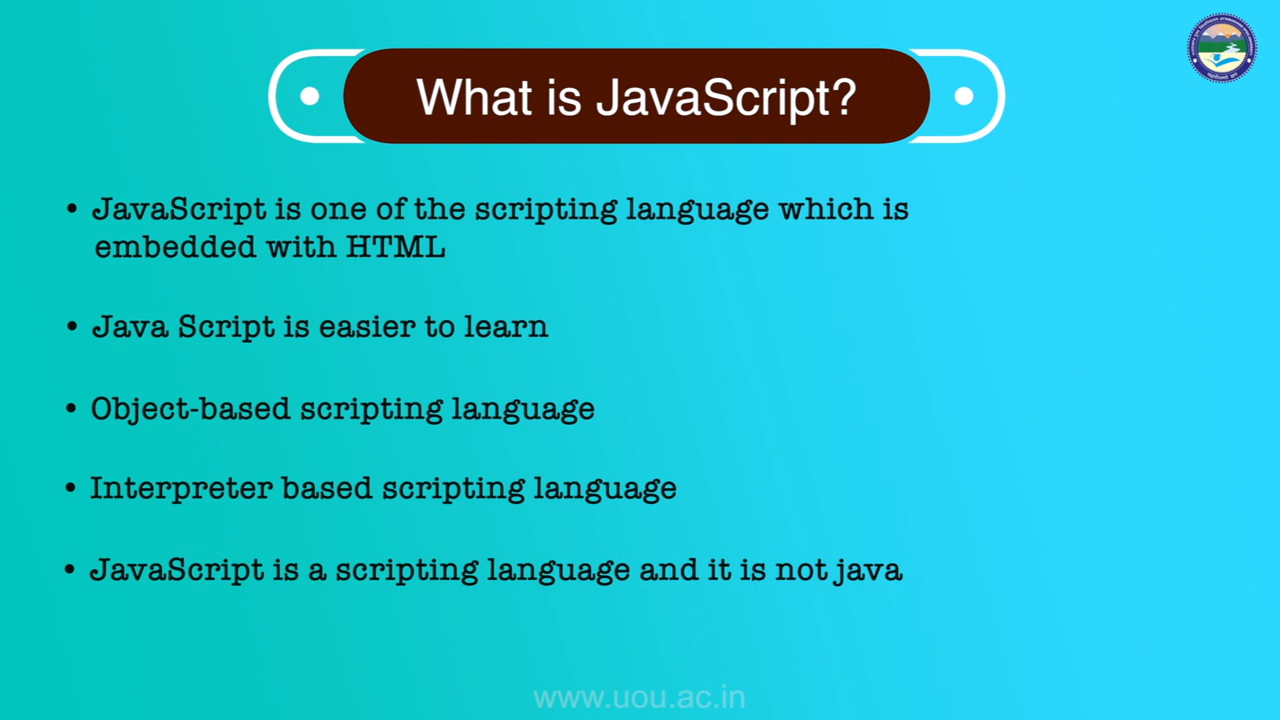 What is JavaScript?
• JavaScript is one of the scripting language which is
embedded with HTML
• Java Script is easier to learn
• Object-based scripting language
• Interpreter based scripting language
• JavaScript is a scripting language and it is not java
www.uou.ac.in